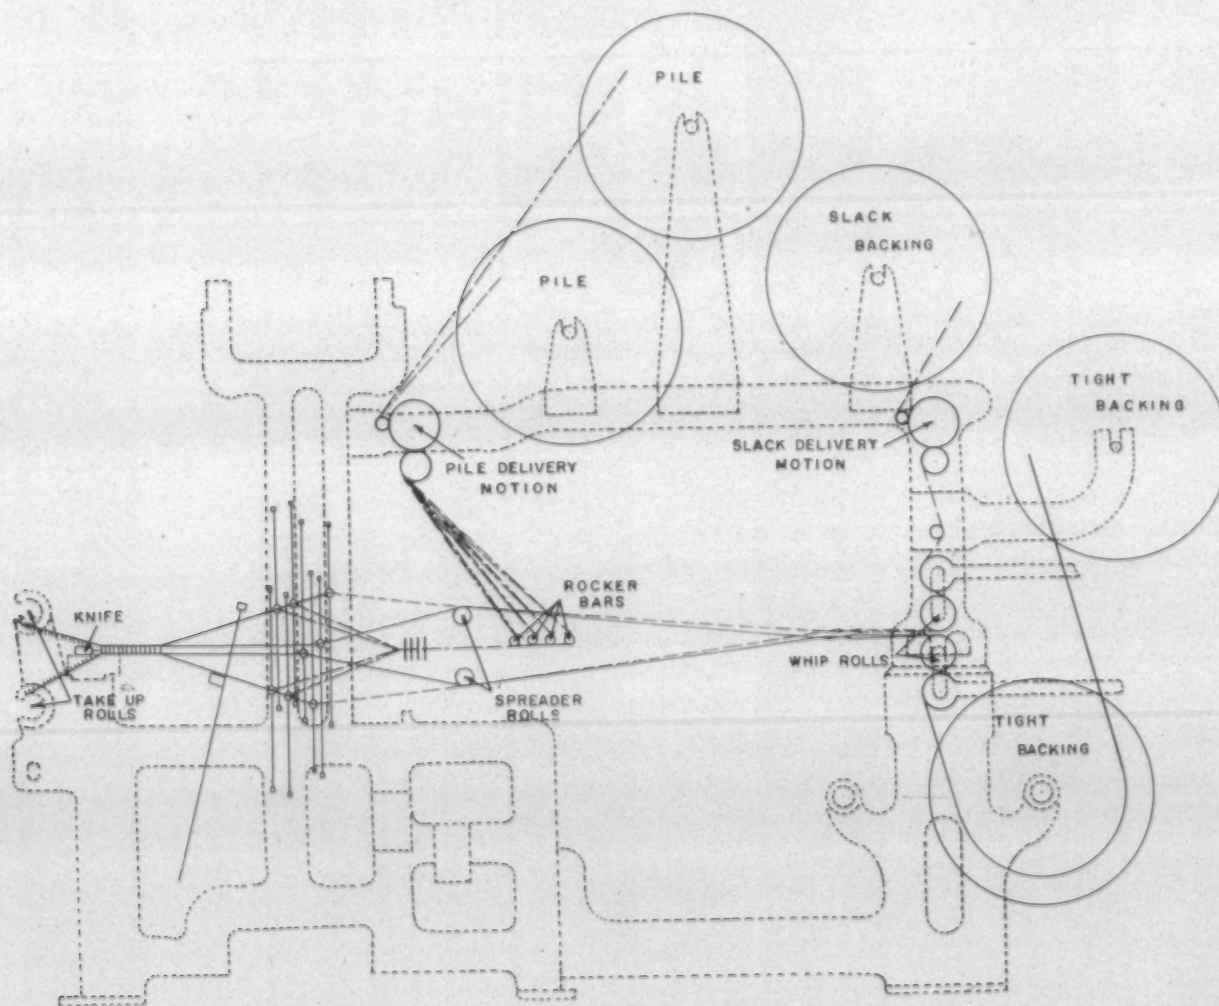 PILE
SLACK
BACKING
PILE
TIGHT
BACKING
SLACK DELIVERY
MOTION
PILE DELIVERY
MOTION
ROCKER
BARS
KNIFE
WHIP ROLLS
TAKE UP
ROLLS
SPREADER
ROLLS
TIGHT
BACKING